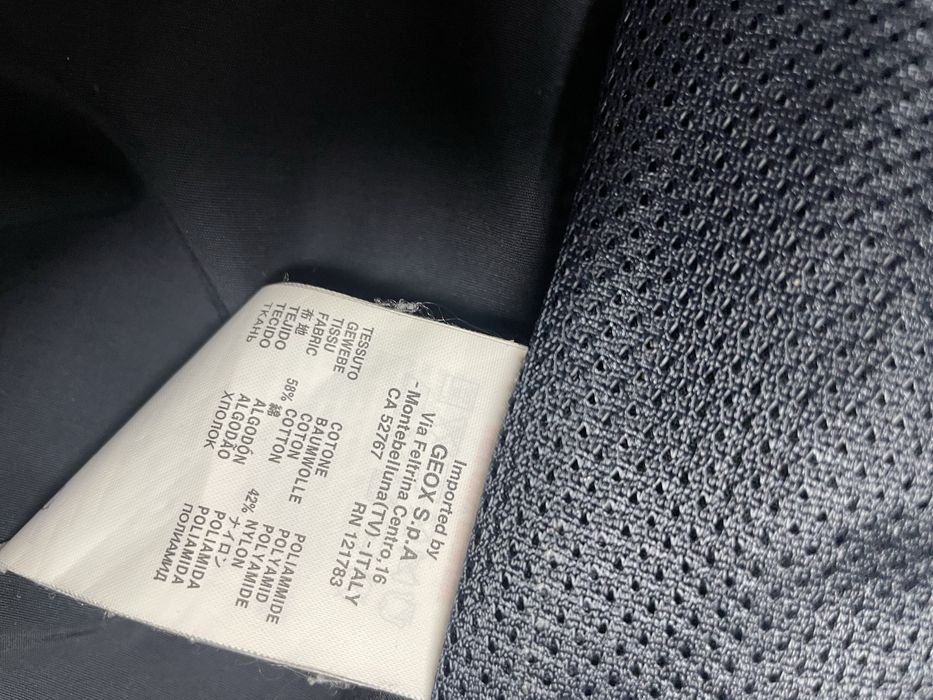 Imported by
GEOX S.p.A
Via Feltrina Centro,16
~Montebelluna(TV) - ITALY
CA 52767 RN 121783
TESSUTO COTONE POLIAMMIDE
GEWEBE BAUMWOLLE POLYAMID
TISSU COTON POLYAMIDE
FABRIC 58% COTTON 42% NYLON
布地 綿 ナイロン
TEJIDO ALGODÓN POLIAMIDA
TECIDO ALGODÃO POLIAMIDA
ТКАНЬ ХЛОПОК ПОЛИАМИД